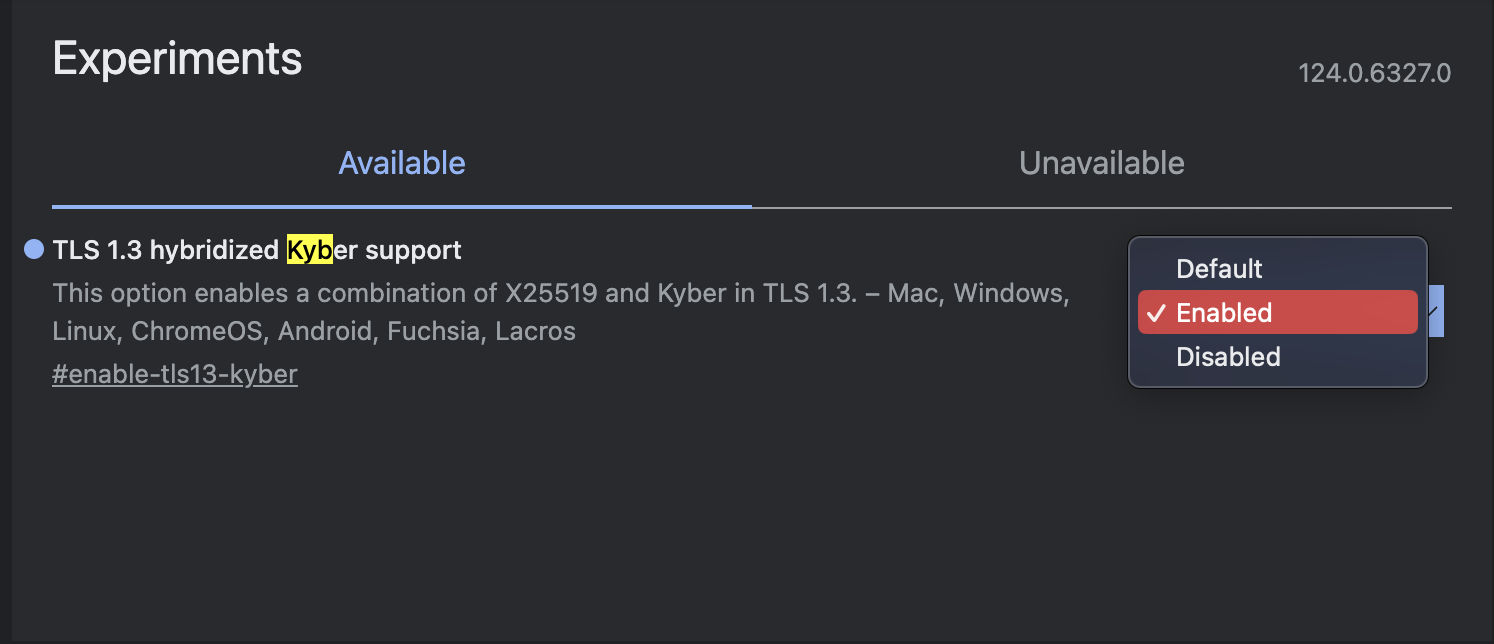 Experiments
124.0.6327.0
Available
Unavailable
TLS 1.3 hybridized Kyber support
This option enables a combination of X25519 and Kyber in TLS 1.3. – Mac, Windows,
Linux, ChromeOS, Android, Fuchsia, Lacros
#enable-tls13-kyber
Default
✓ Enabled
Disabled